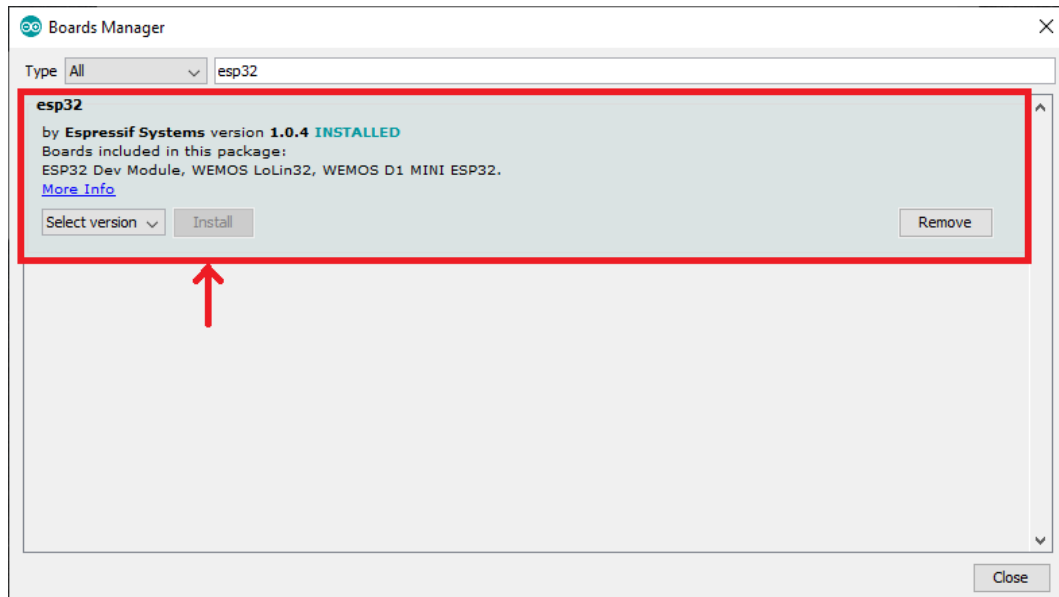 Boards Manager
Type All esp32
esp32
by Espressif Systems version 1.0.4 INSTALLED
Boards included in this package:
ESP32 Dev Module, WEMOS LoLin32, WEMOS D1 MINI ESP32.
More Info
Select version Install Remove
Close